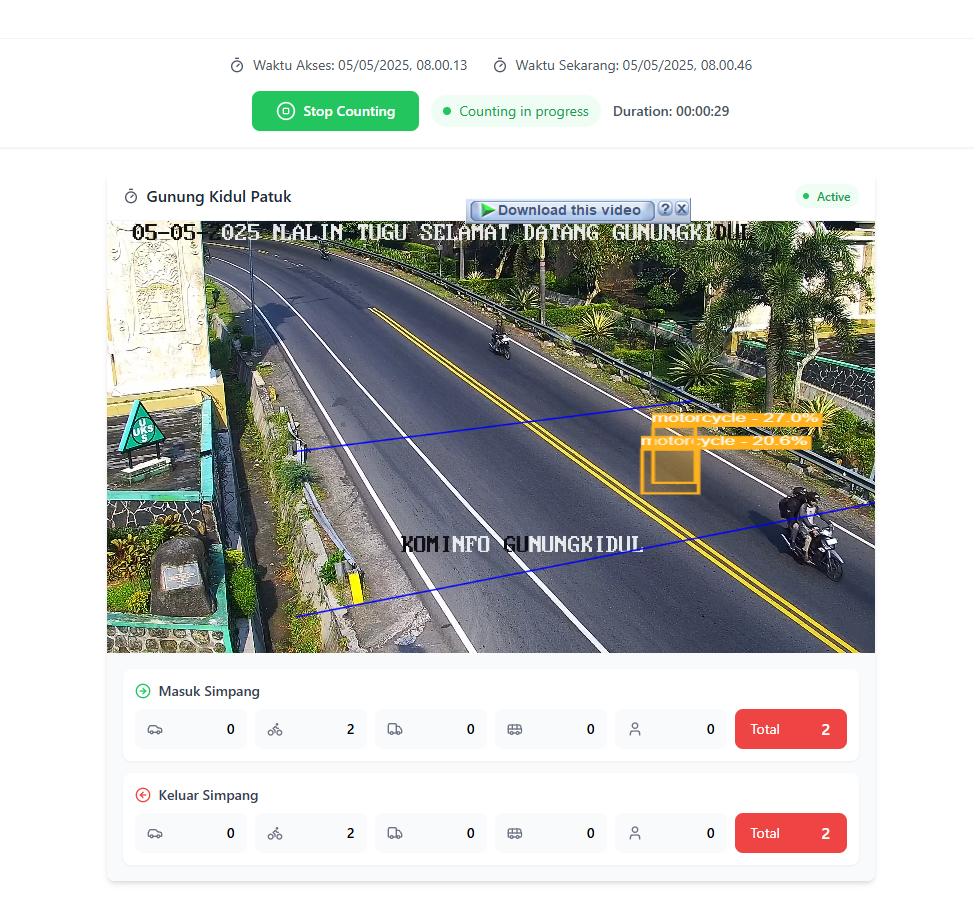 Waktu Akses: 05/05/2025, 08.00.13 Waktu Sekarang: 05/05/2025, 08.00.46
Stop Counting Counting in progress Duration: 00:00:29
Gunung Kidul Patuk Active
Download this video ? X
05-05-2025 NLALIN TUGU SELAMAT DATANG GUNUNGKIDUL
motorcycle - 27.0%
motorcycle - 20.6%
UUKS
S
KOMINFO GUNUNGKIDUL
Masuk Simpang
0 2 0 0 0 Total 2
Keluar Simpang
0 2 0 0 0 Total 2